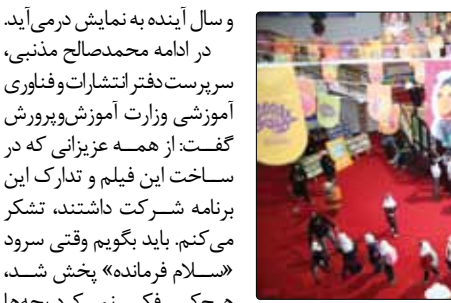 و سال آینده به نمایش درمی‌آید.
در ادامه محمدصالح مذنبی،
سرپرست دفتر انتشارات و فناوری
آموزشی وزارت آموزش‌وپرورش
گفت: از همه عزیزانی که در
ساخت این فیلم و تدارک این
برنامه شرکت داشتند، تشکر
می‌کنم. باید بگویم وقتی سرود
«سلام فرمانده» پخش شد،